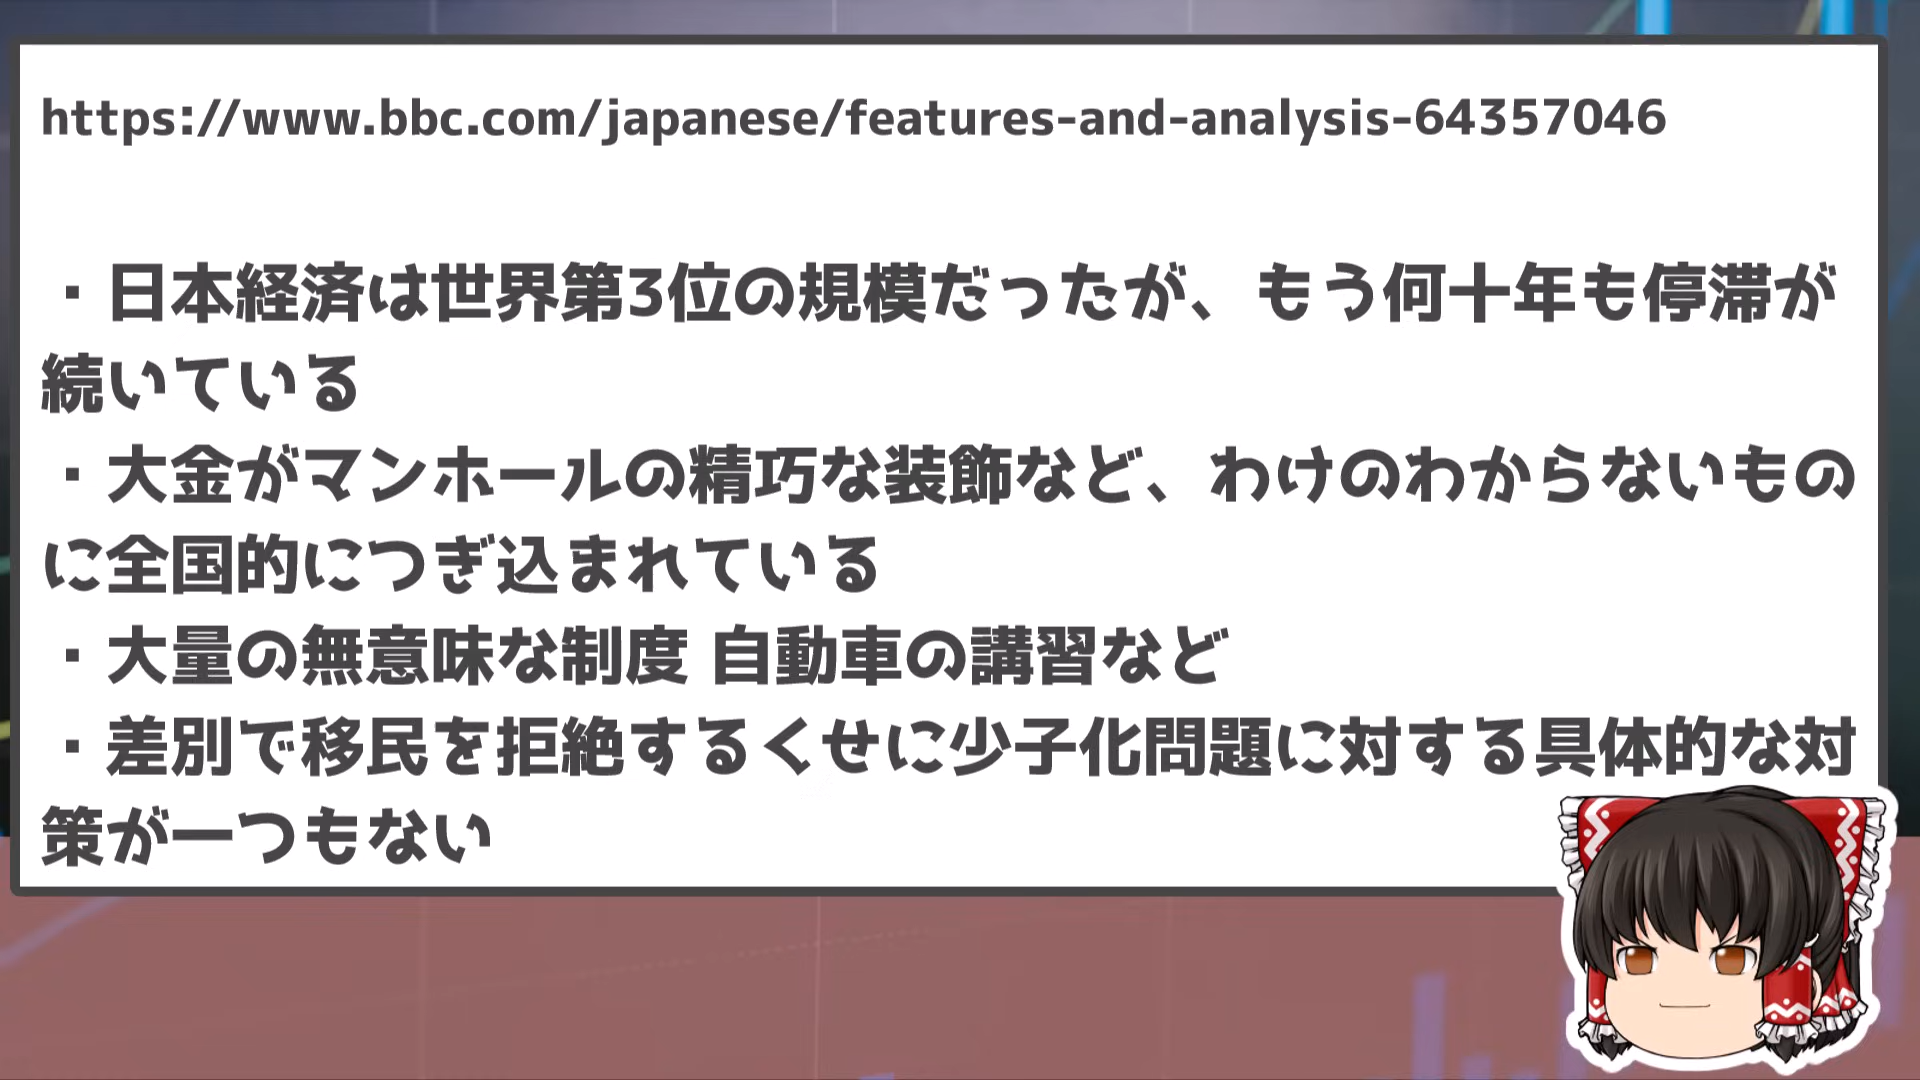 https://www.bbc.com/japanese/features-and-analysis-64357046
・日本経済は世界第3位の規模だったが、もう何十年も停滞が
続いている
・大金がマンホールの精巧な装飾など、わけのわからないもの
に全国的につぎ込まれている
・大量の無意味な制度 自動車の講習など
・差別で移民を拒絶するくせに少子化問題に対する具体的な対
策が一つもない